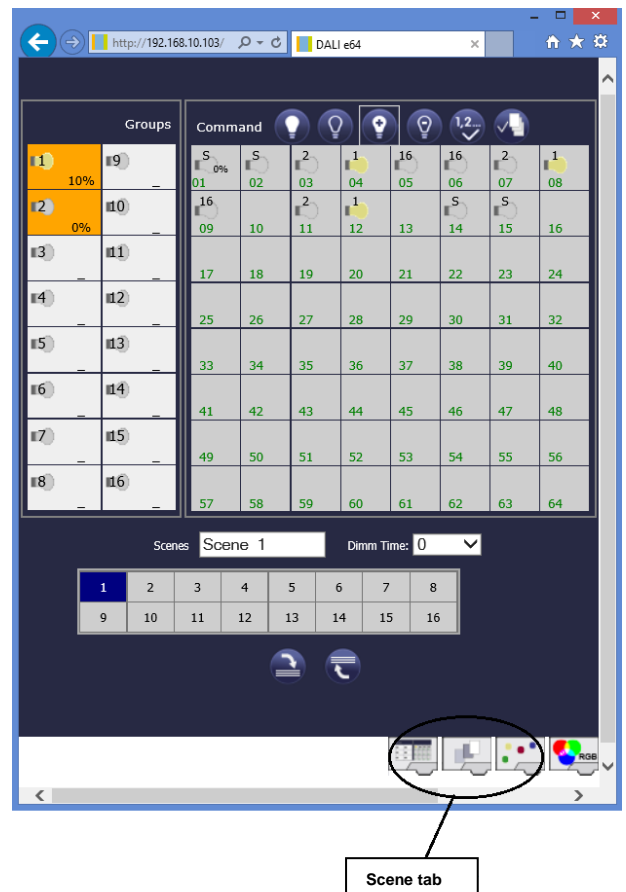 http://192.168.10.103/
DALI e64
Groups
Command
1,2...
1 10% 9 _
2 0% 10 _
3 _ 11 _
4 _ 12 _
5 _ 13 _
6 _ 14 _
7 _ 15 _
8 _ 16 _
S 0% S 2 1 16 16 2 1
01 02 03 04 05 06 07 08
16 2 1 S S
09 10 11 12 13 14 15 16
17 18 19 20 21 22 23 24
25 26 27 28 29 30 31 32
33 34 35 36 37 38 39 40
41 42 43 44 45 46 47 48
49 50 51 52 53 54 55 56
57 58 59 60 61 62 63 64
Scenes Scene 1 Dimm Time: 0
1 2 3 4 5 6 7 8
9 10 11 12 13 14 15 16
RGB
Scene tab